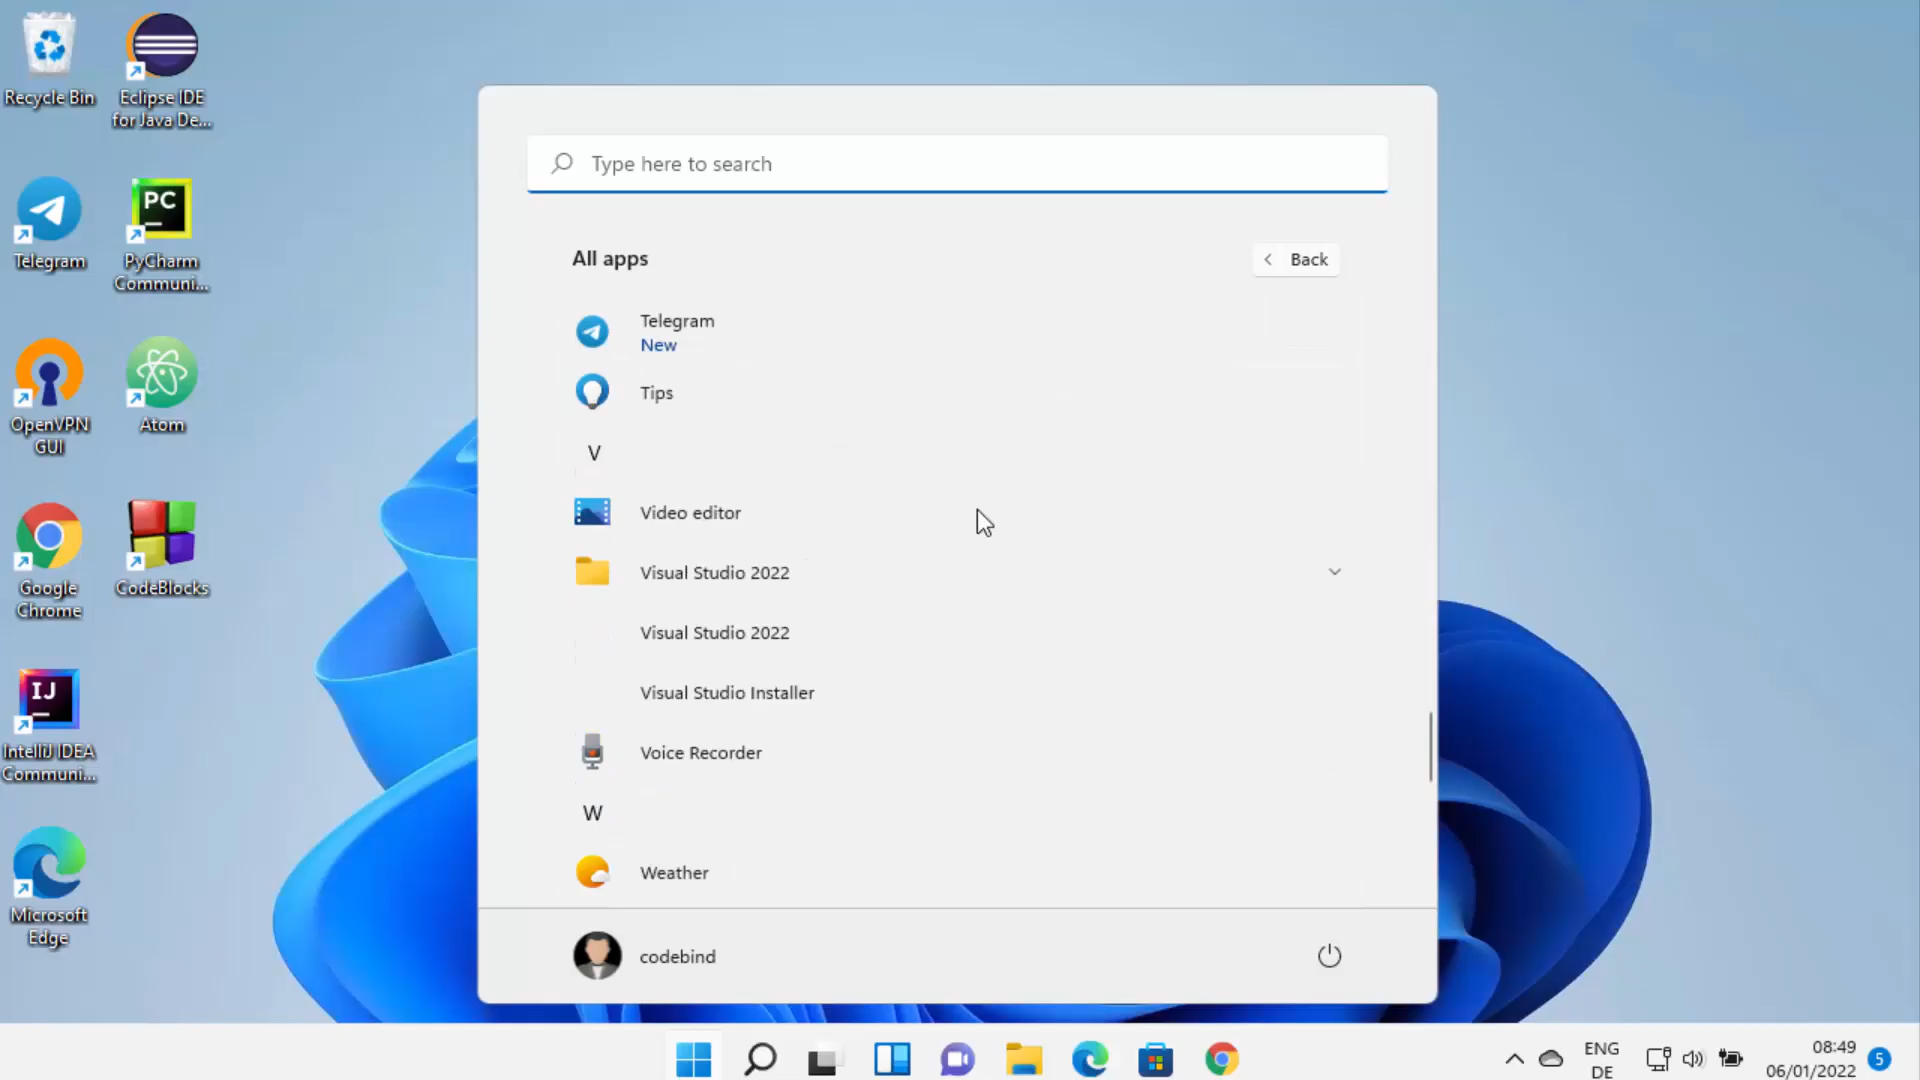 Recycle Bin
Eclipse IDE
for Java De...
Telegram
PC
PyCharm
Communi...
OpenVPN
GUI
Atom
Google
Chrome
CodeBlocks
IJ
IntelliJ IDEA
Communi...
Microsoft
Edge
Type here to search
All apps
Back
Telegram
New
Tips
V
Video editor
Visual Studio 2022
Visual Studio 2022
Visual Studio Installer
Voice Recorder
W
Weather
codebind
ENG
DE
08:49
06/01/2022
5